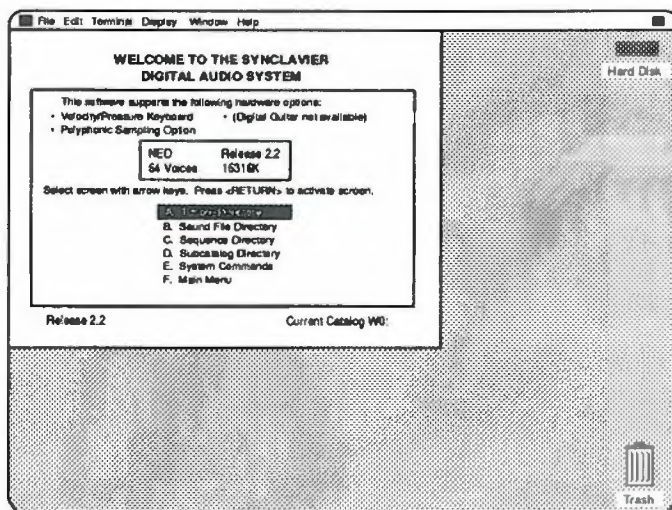 File Edit Terminal Display Window Help
Hard Disk
WELCOME TO THE SYNCLAVIER
DIGITAL AUDIO SYSTEM
This software supports the following hardware options:
• Velocity/Pressure Keyboard • (Digital Guitar not available)
• Polyphonic Sampling Option
NED Release 2.2
64 Voices 16316K
Select screen with arrow keys. Press <RETURN> to activate screen.
A. Directory
B. Sound File Directory
C. Sequence Directory
D. Subcatalog Directory
E. System Commands
F. Main Menu
Release 2.2 Current Catalog W0:
Trash